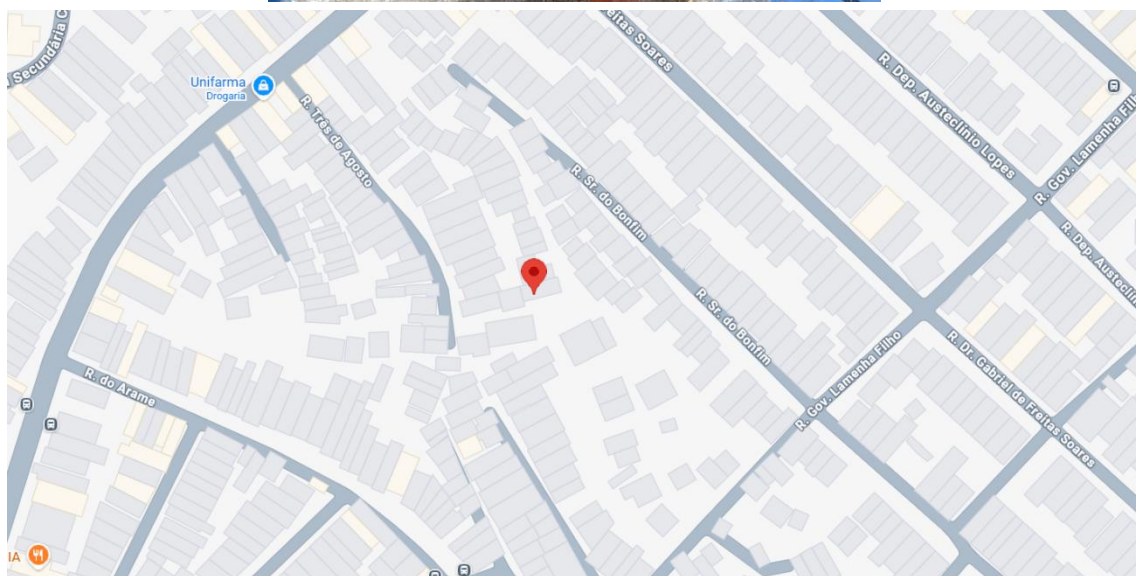 Secundária
Unifarma
Drogaria
R. Três de Agosto
Freitas Soares
R. Dep. Austeclínio Lopes
R. Gov. Lamenha Filho
R. Sr. do Bonfim
R. Dep. Austeclín
R. Sr. do Bonfim
R. Gov. Lamenha Filho
R. Dr. Gabriel de Freitas Soares
R. do Arame
IA